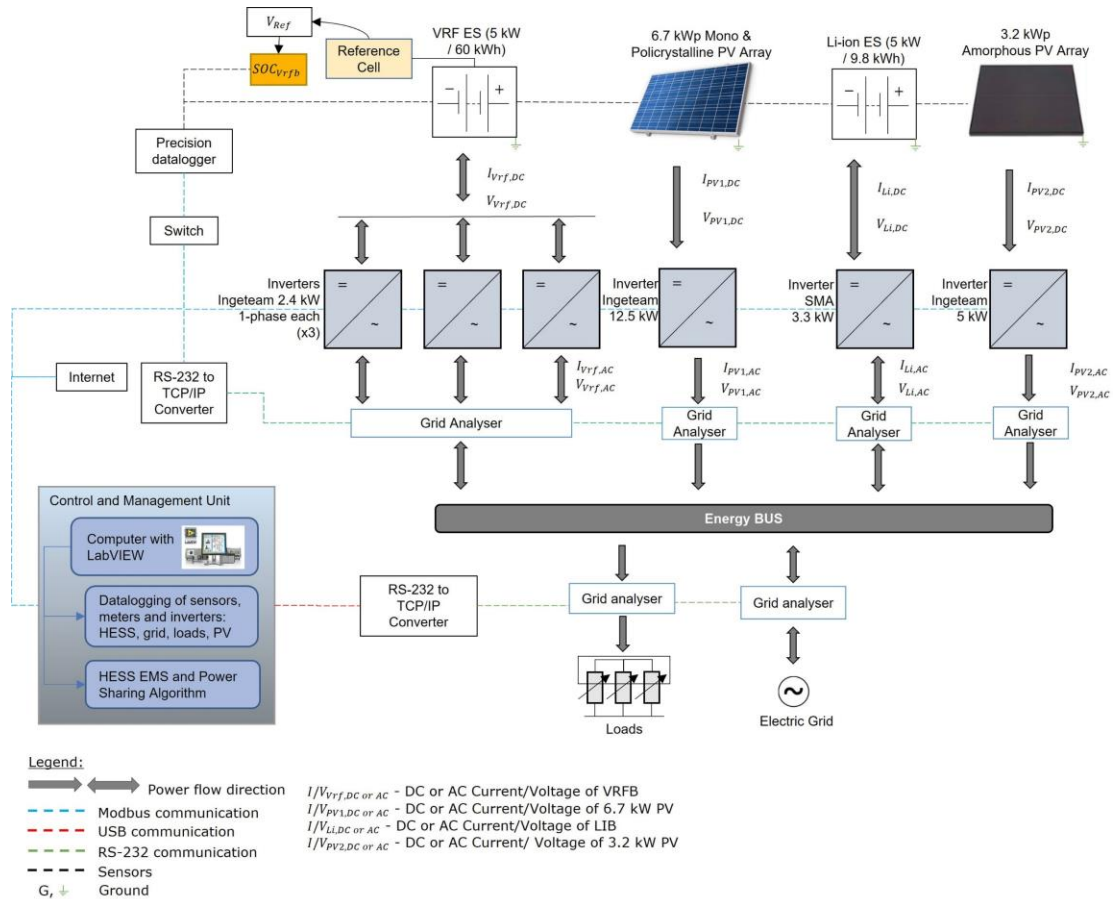 V_Ref
SOC_Vrfb
Reference
Cell
VRF ES (5 kW
/ 60 kWh)
6.7 kWp Mono &
Policrystalline PV Array
Li-ion ES (5 kW
/ 9.8 kWh)
3.2 kWp
Amorphous PV Array
− +
− +
Precision
datalogger
Switch
I_Vrf,DC
V_Vrf,DC
I_PV1,DC
V_PV1,DC
I_Li,DC
V_Li,DC
I_PV2,DC
V_PV2,DC
Inverters
Ingeteam 2.4 kW
1-phase each
(x3)
= ~
= ~
= ~
Inverter
Ingeteam
12.5 kW
= ~
Inverter
SMA
3.3 kW
= ~
Inverter
Ingeteam
5 kW
= ~
Internet
RS-232 to
TCP/IP
Converter
I_Vrf,AC
V_Vrf,AC
I_PV1,AC
V_PV1,AC
I_Li,AC
V_Li,AC
I_PV2,AC
V_PV2,AC
Grid Analyser
Grid
Analyser
Grid
Analyser
Grid
Analyser
Energy BUS
Control and Management Unit
Computer with
LabVIEW
Datalogging of sensors,
meters and inverters:
HESS, grid, loads, PV
HESS EMS and Power
Sharing Algorithm
RS-232 to
TCP/IP
Converter
Grid analyser
Grid analyser
Loads
~
Electric Grid
Legend:
Power flow direction
Modbus communication
USB communication
RS-232 communication
Sensors
G, Ground
I/V_Vrf,DC or AC - DC or AC Current/Voltage of VRFB
I/V_PV1,DC or AC - DC or AC Current/Voltage of 6.7 kW PV
I/V_Li,DC or AC - DC or AC Current/Voltage of LIB
I/V_PV2,DC or AC - DC or AC Current/ Voltage of 3.2 kW PV